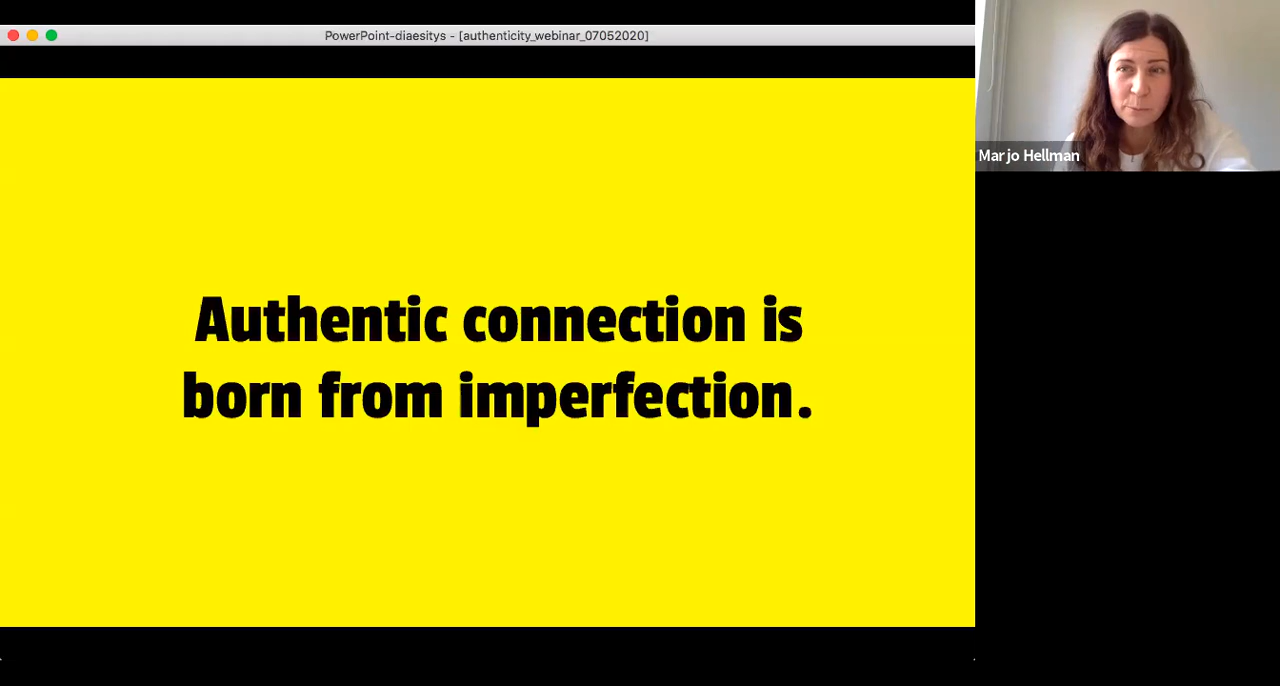 PowerPoint-diaesitys - [authenticity_webinar_07052020]
Marjo Hellman
Authentic connection is
born from imperfection.